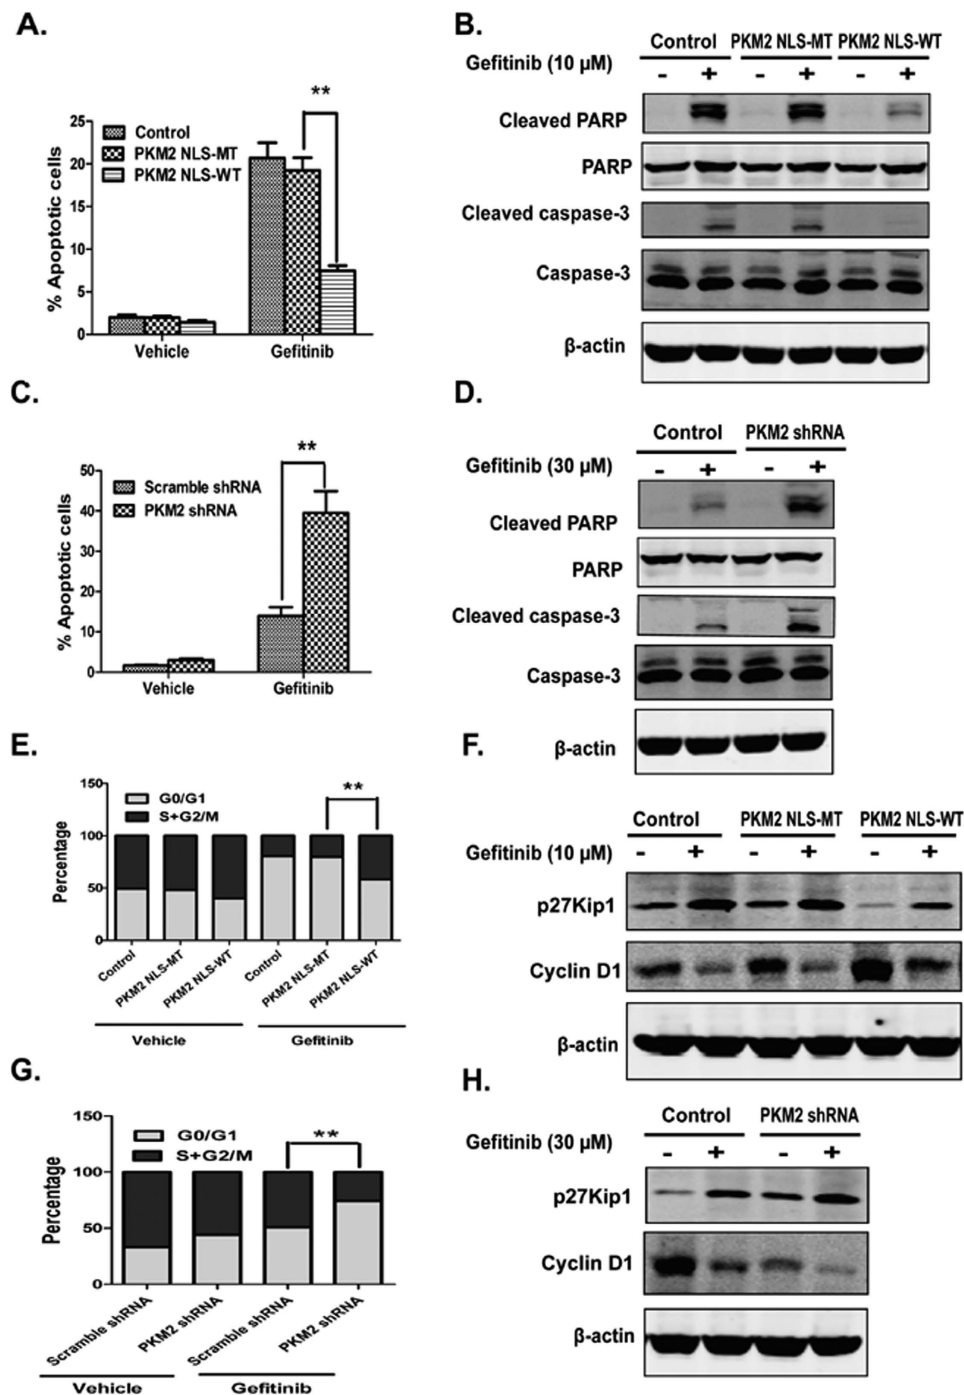 A.
** 
25
20
15
10
5
0
% Apoptotic cells
Control
PKM2 NLS-MT
PKM2 NLS-WT
Vehicle Gefitinib
B.
Control PKM2 NLS-MT PKM2 NLS-WT
Gefitinib (10 µM) - + - + - +
Cleaved PARP
PARP
Cleaved caspase-3
Caspase-3
β-actin
C.
**
50
40
30
20
10
0
% Apoptotic cells
Scramble shRNA
PKM2 shRNA
Vehicle Gefitinib
D.
Control PKM2 shRNA
Gefitinib (30 µM) - + - +
Cleaved PARP
PARP
Cleaved caspase-3
Caspase-3
β-actin
E.
**
150
100
50
0
Percentage
G0/G1
S+G2/M
Control PKM2 NLS-MT PKM2 NLS-WT Control PKM2 NLS-MT PKM2 NLS-WT
Vehicle Gefitinib
F.
Control PKM2 NLS-MT PKM2 NLS-WT
Gefitinib (10 µM) - + - + - +
p27Kip1
Cyclin D1
β-actin
G.
**
150
100
50
0
Percentage
G0/G1
S+G2/M
Scramble shRNA PKM2 shRNA Scramble shRNA PKM2 shRNA
Vehicle Gefitinib
H.
Control PKM2 shRNA
Gefitinib (30 µM) - + - +
p27Kip1
Cyclin D1
β-actin